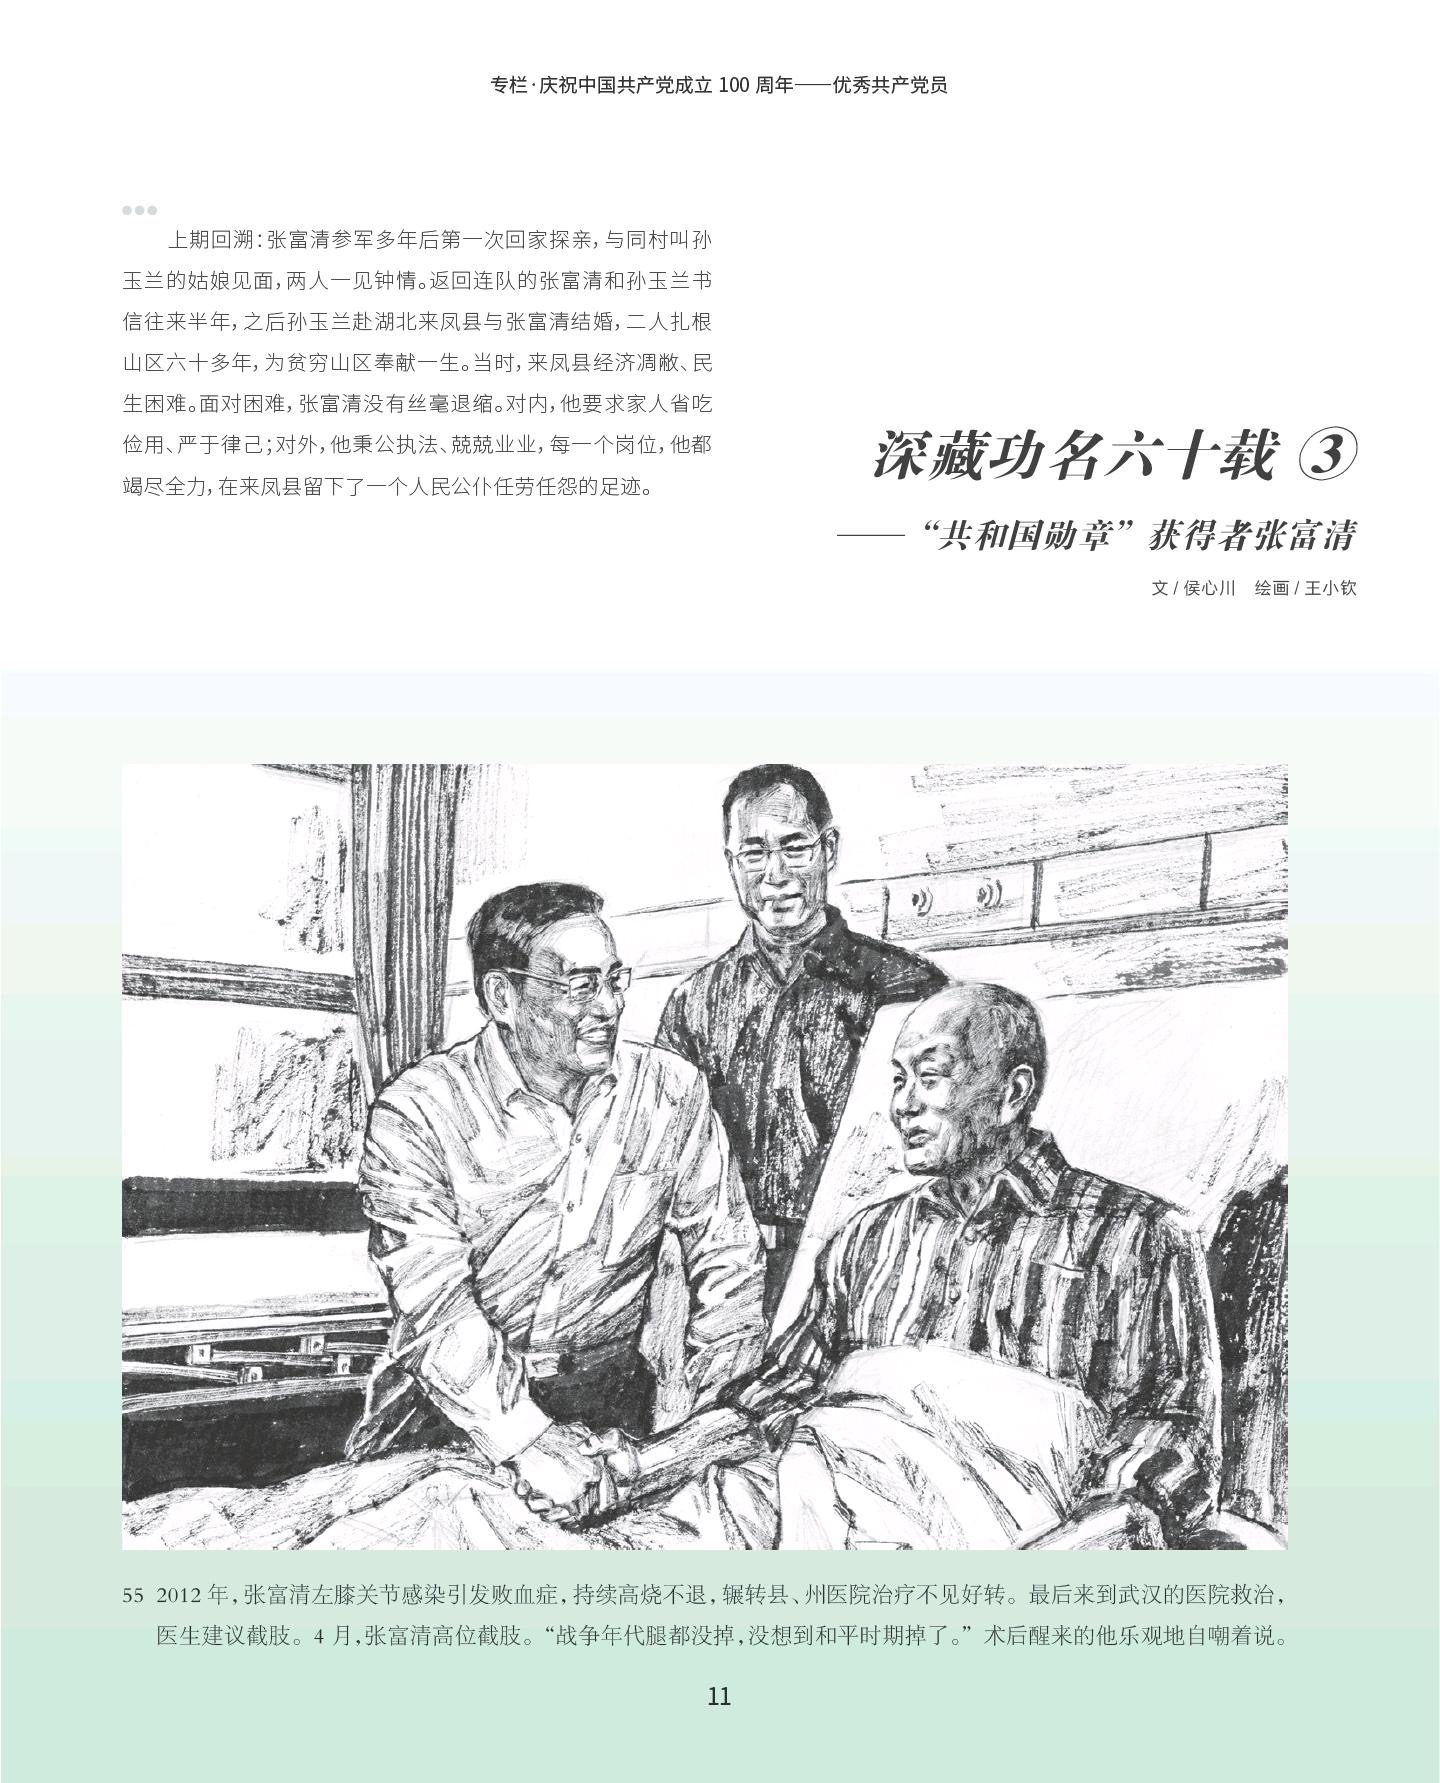 专栏·庆祝中国共产党成立 100 周年——优秀共产党员
上期回溯：张富清参军多年后第一次回家探亲，与同村叫孙
玉兰的姑娘见面，两人一见钟情。返回连队的张富清和孙玉兰书
信往来半年，之后孙玉兰赴湖北来凤县与张富清结婚，二人扎根
山区六十多年，为贫穷山区奉献一生。当时，来凤县经济凋敝、民
生困难。面对困难，张富清没有丝毫退缩。对内，他要求家人省吃
俭用、严于律己；对外，他秉公执法、兢兢业业，每一个岗位，他都
竭尽全力，在来凤县留下了一个人民公仆任劳任怨的足迹。
深藏功名六十载 ③
——“共和国勋章”获得者张富清
文 / 侯心川 绘画 / 王小钦
55 2012 年，张富清左膝关节感染引发败血症，持续高烧不退，辗转县、州医院治疗不见好转。最后来到武汉的医院救治，
医生建议截肢。4 月，张富清高位截肢。“战争年代腿都没掉，没想到和平时期掉了。”术后醒来的他乐观地自嘲着说。
11